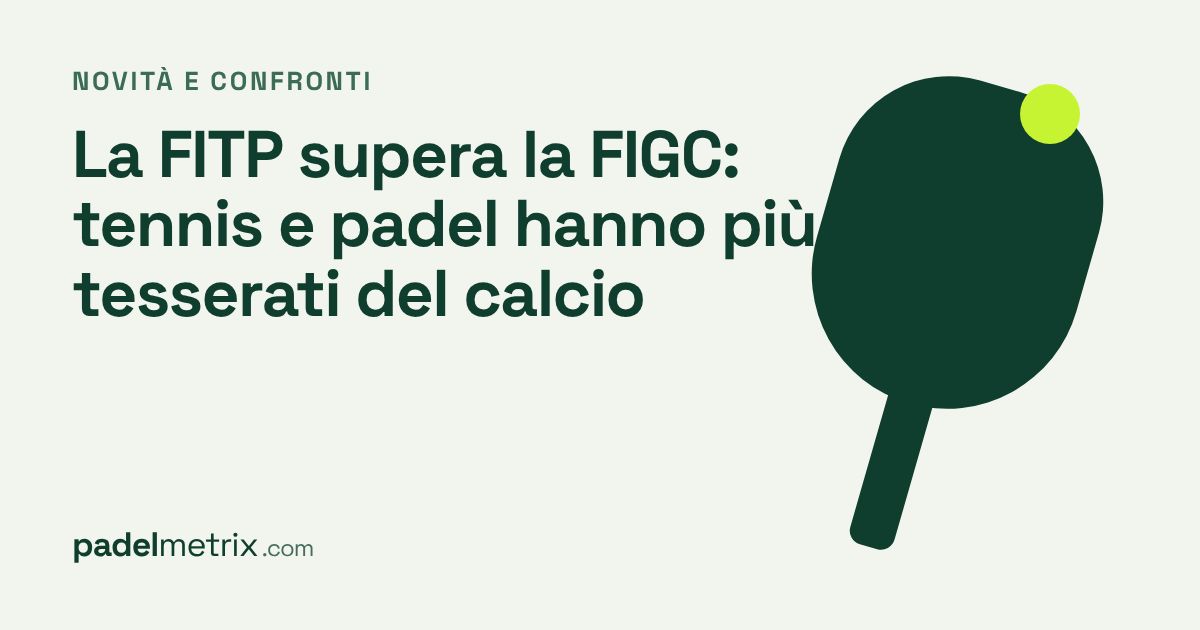 NOVITÀ E CONFRONTI
La FITP supera la FIGC:
tennis e padel hanno più
tesserati del calcio
padelmetrix.com